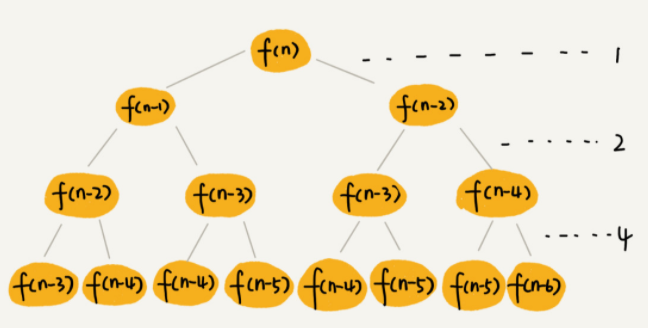 f(n) 1
f(n-1) f(n-2)
2
f(n-2) f(n-3) f(n-3) f(n-4)
4
f(n-3) f(n-4) f(n-4) f(n-5) f(n-4) f(n-5) f(n-5) f(n-6)